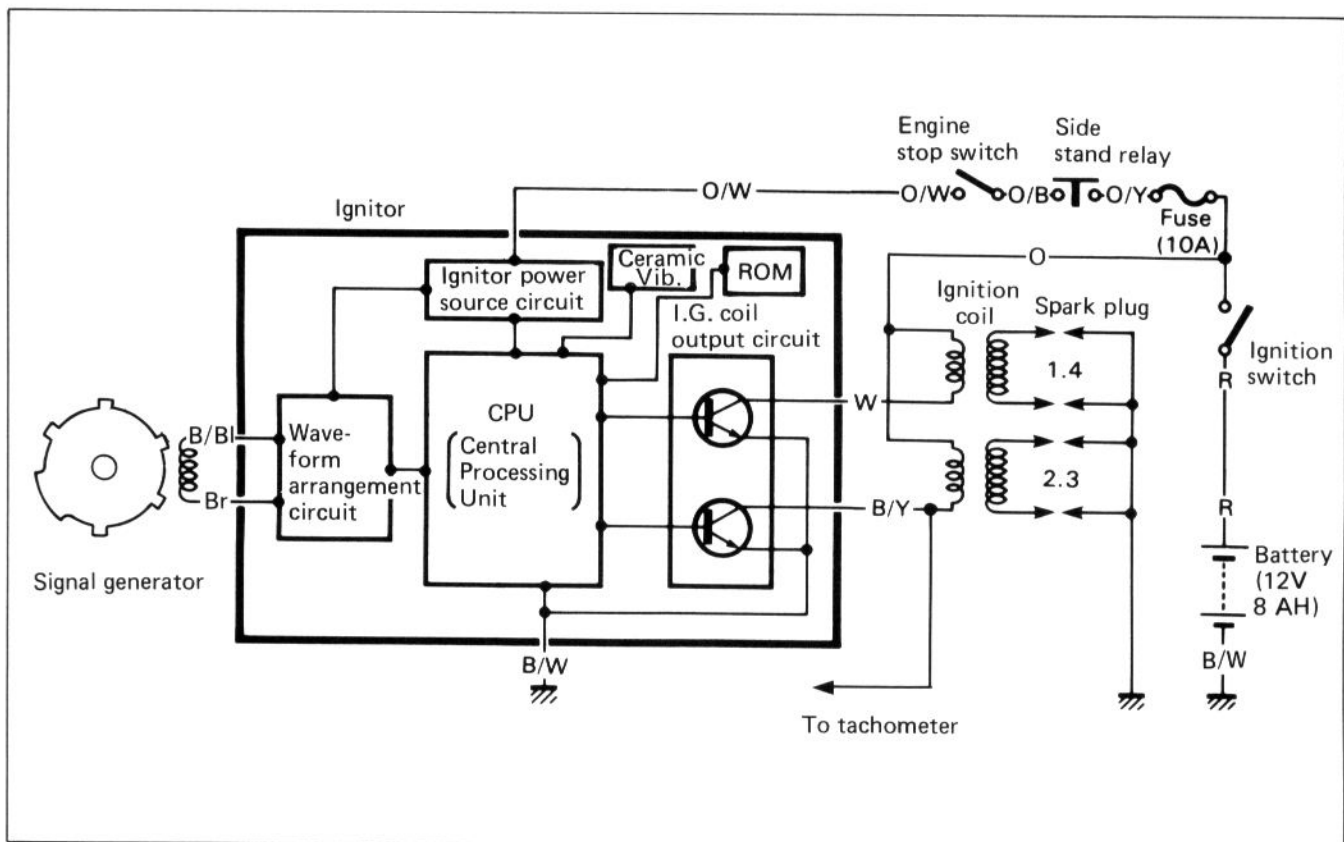 Engine
stop switch
Side
stand relay
O/W
O/W
O/B
O/Y
Fuse
(10A)
Ignitor
Ignitor power
source circuit
Ceramic
Vib.
ROM
I.G. coil
output circuit
O
Ignition
coil
Spark plug
Ignition
switch
R
1.4
W
CPU
(Central
Processing
Unit)
B/Bl
Wave-
form
arrangement
circuit
Br
2.3
B/Y
R
Battery
(12V
8 AH)
Signal generator
B/W
B/W
To tachometer